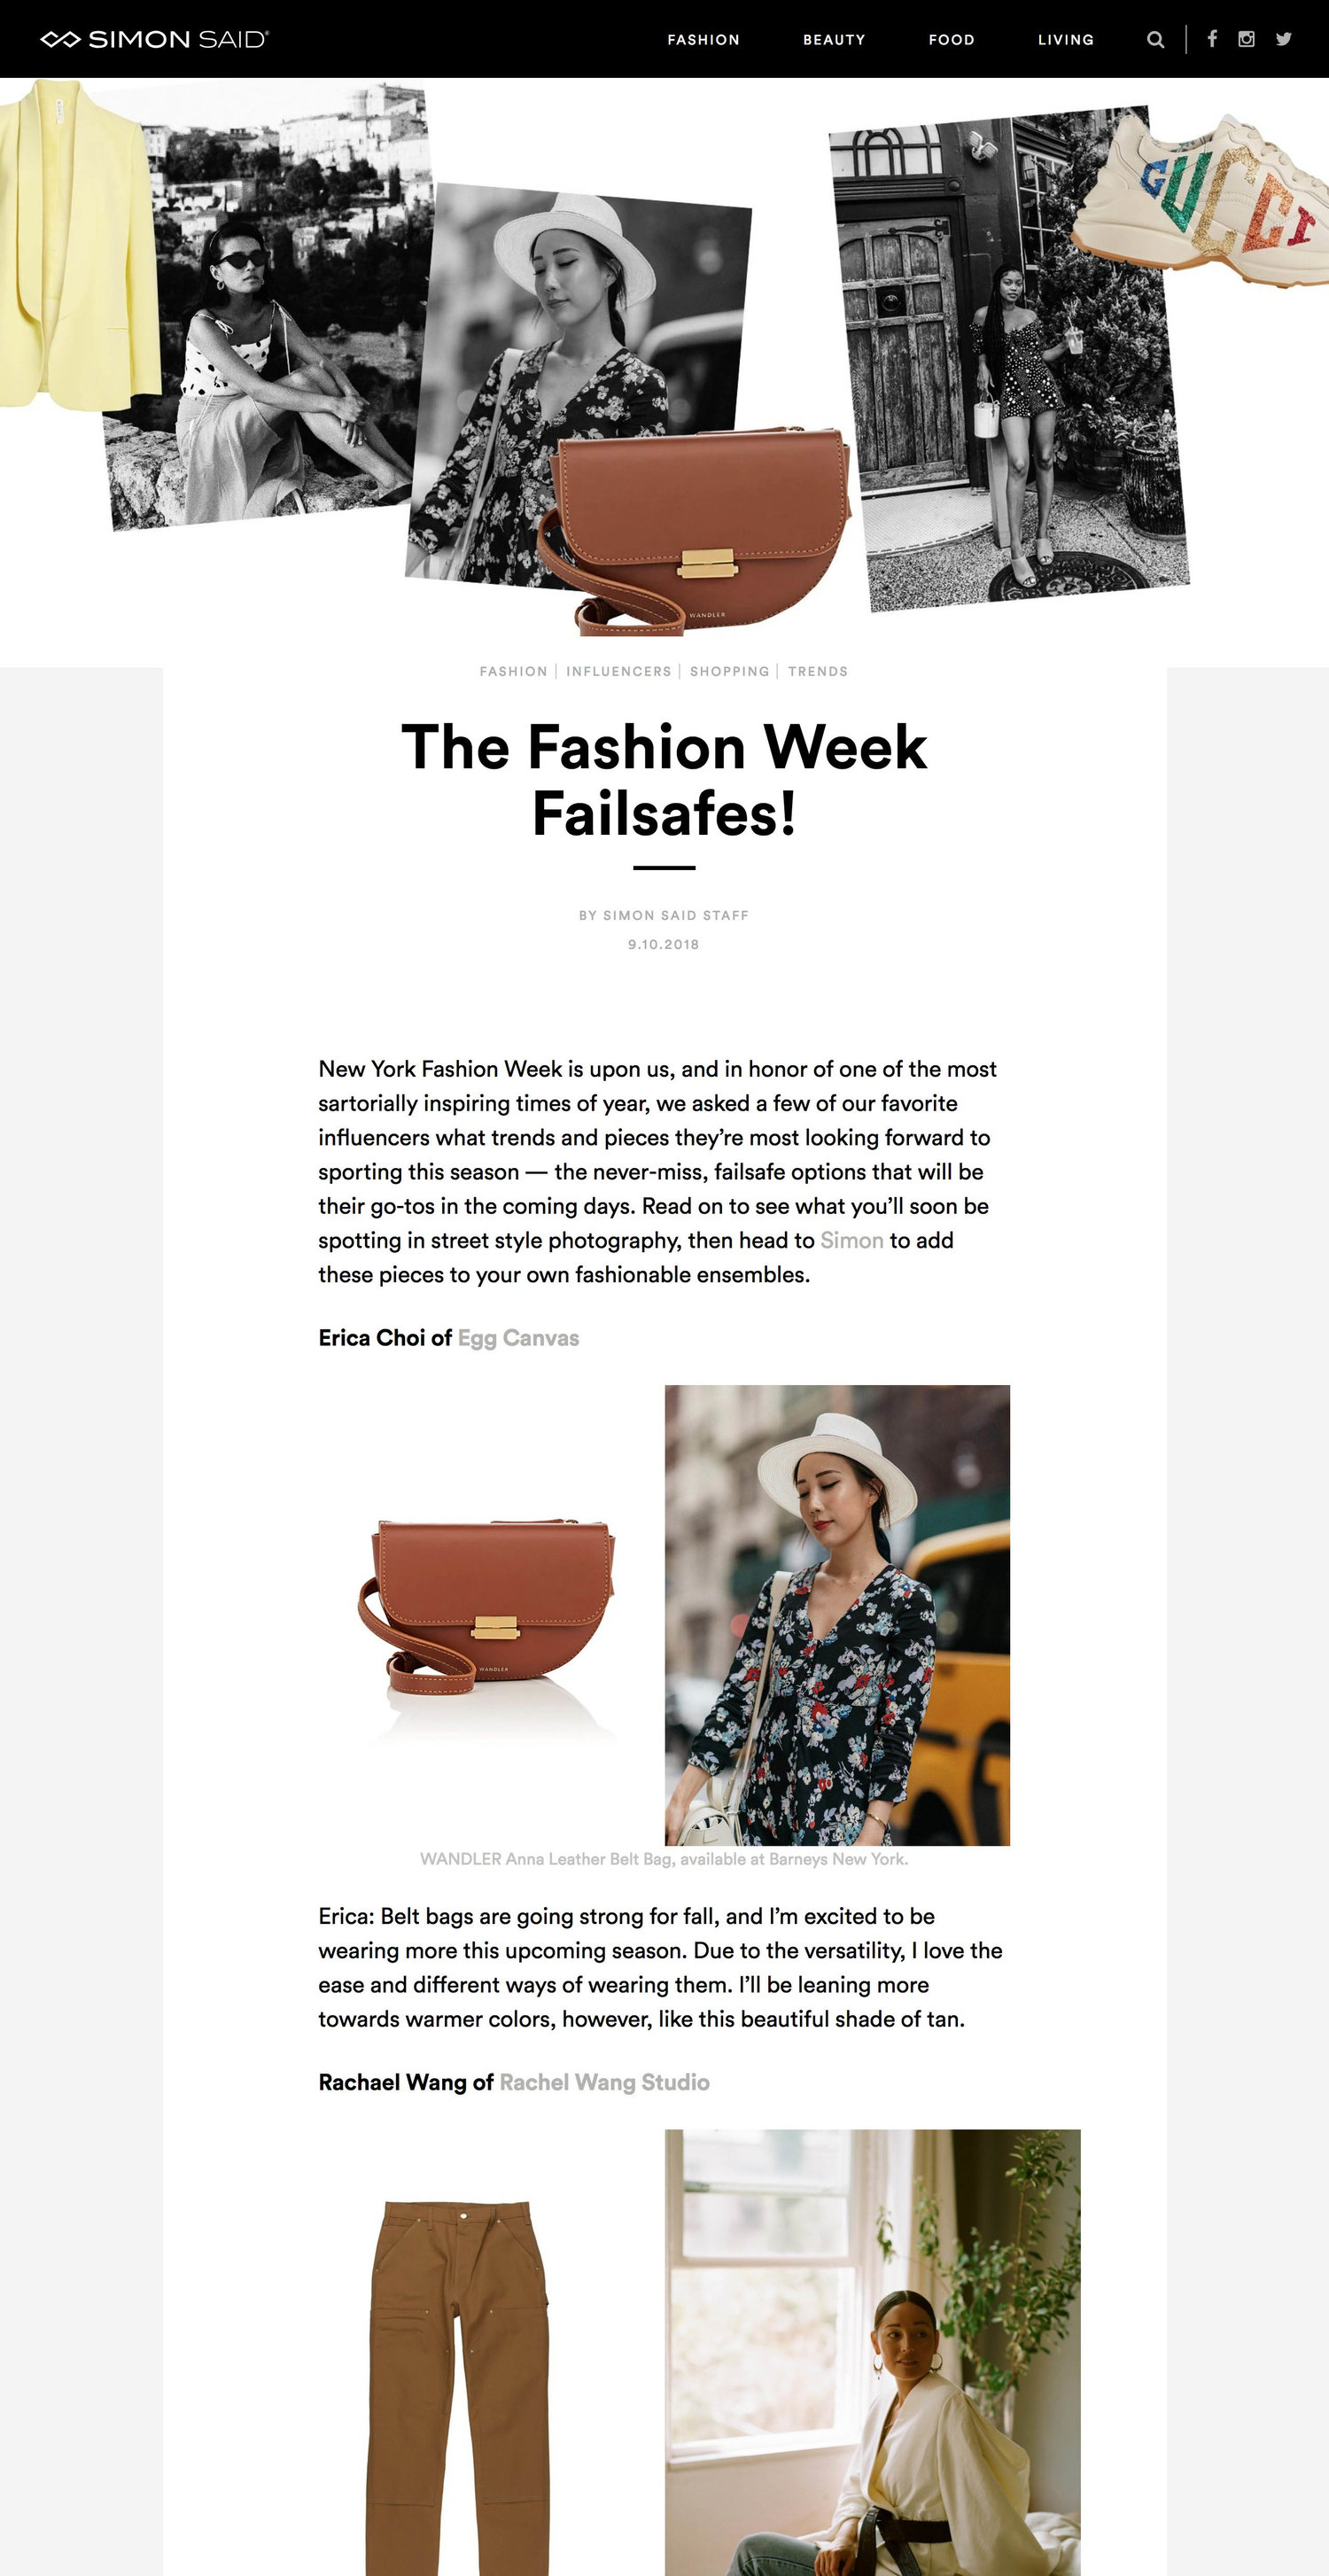 SIMON SAID®
FASHION BEAUTY FOOD LIVING
GUCCI
WANDLER
FASHION | INFLUENCERS | SHOPPING | TRENDS
The Fashion Week
Failsafes!
BY SIMON SAID STAFF
9.10.2018
New York Fashion Week is upon us, and in honor of one of the most
sartorially inspiring times of year, we asked a few of our favorite
influencers what trends and pieces they’re most looking forward to
sporting this season — the never-miss, failsafe options that will be
their go-tos in the coming days. Read on to see what you’ll soon be
spotting in street style photography, then head to Simon to add
these pieces to your own fashionable ensembles.
Erica Choi of Egg Canvas
WANDLER
WANDLER Anna Leather Belt Bag, available at Barneys New York.
Erica: Belt bags are going strong for fall, and I’m excited to be
wearing more this upcoming season. Due to the versatility, I love the
ease and different ways of wearing them. I’ll be leaning more
towards warmer colors, however, like this beautiful shade of tan.
Rachael Wang of Rachel Wang Studio